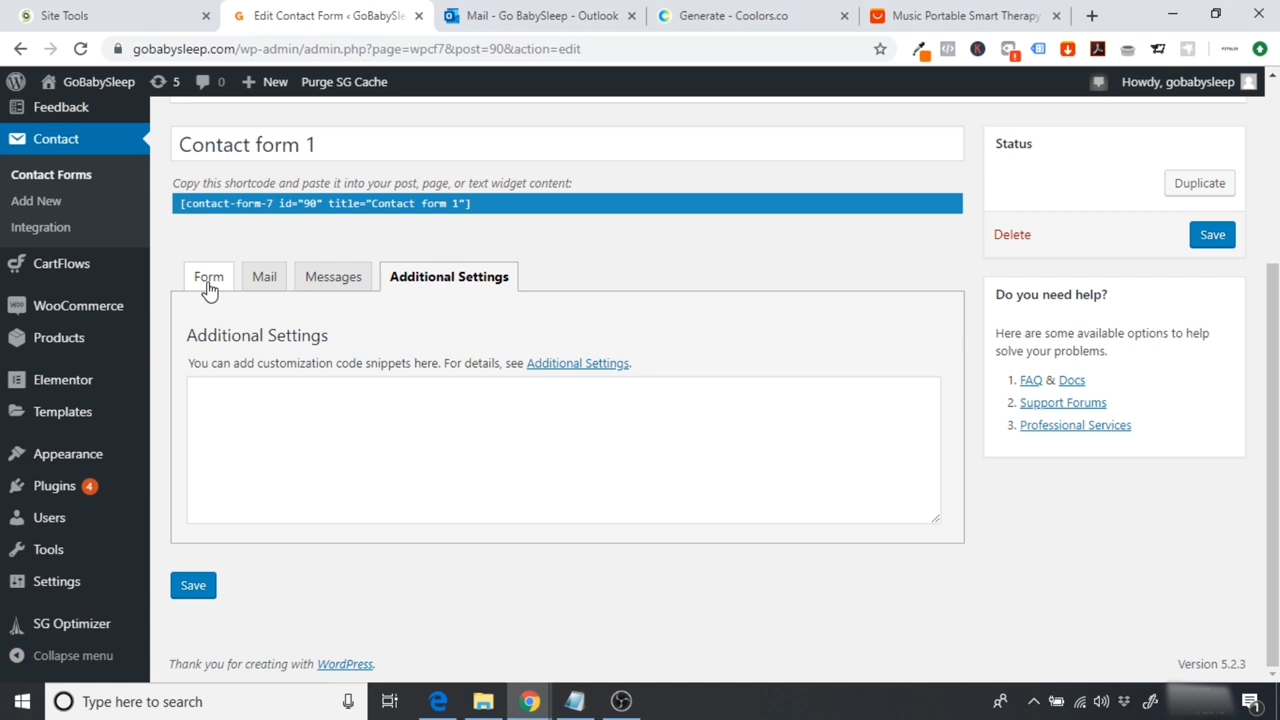 Site Tools
Edit Contact Form ‹ GoBabySle
Mail - Go BabySleep - Outlook
Generate - Coolors.co
Music Portable Smart Therapy
gobabysleep.com/wp-admin/admin.php?page=wpcf7&post=90&action=edit
GoBabySleep
5
0
New
Purge SG Cache
Howdy, gobabysleep
Feedback
Contact
Contact Forms
Add New
Integration
CartFlows
WooCommerce
Products
Elementor
Templates
Appearance
Plugins 4
Users
Tools
Settings
SG Optimizer
Collapse menu
Contact form 1
Copy this shortcode and paste it into your post, page, or text widget content:
[contact-form-7 id="90" title="Contact form 1"]
Form
Mail
Messages
Additional Settings
Additional Settings
You can add customization code snippets here. For details, see Additional Settings.
Save
Status
Duplicate
Delete
Save
Do you need help?
Here are some available options to help
solve your problems.
1. FAQ & Docs
2. Support Forums
3. Professional Services
Thank you for creating with WordPress.
Version 5.2.3
Type here to search